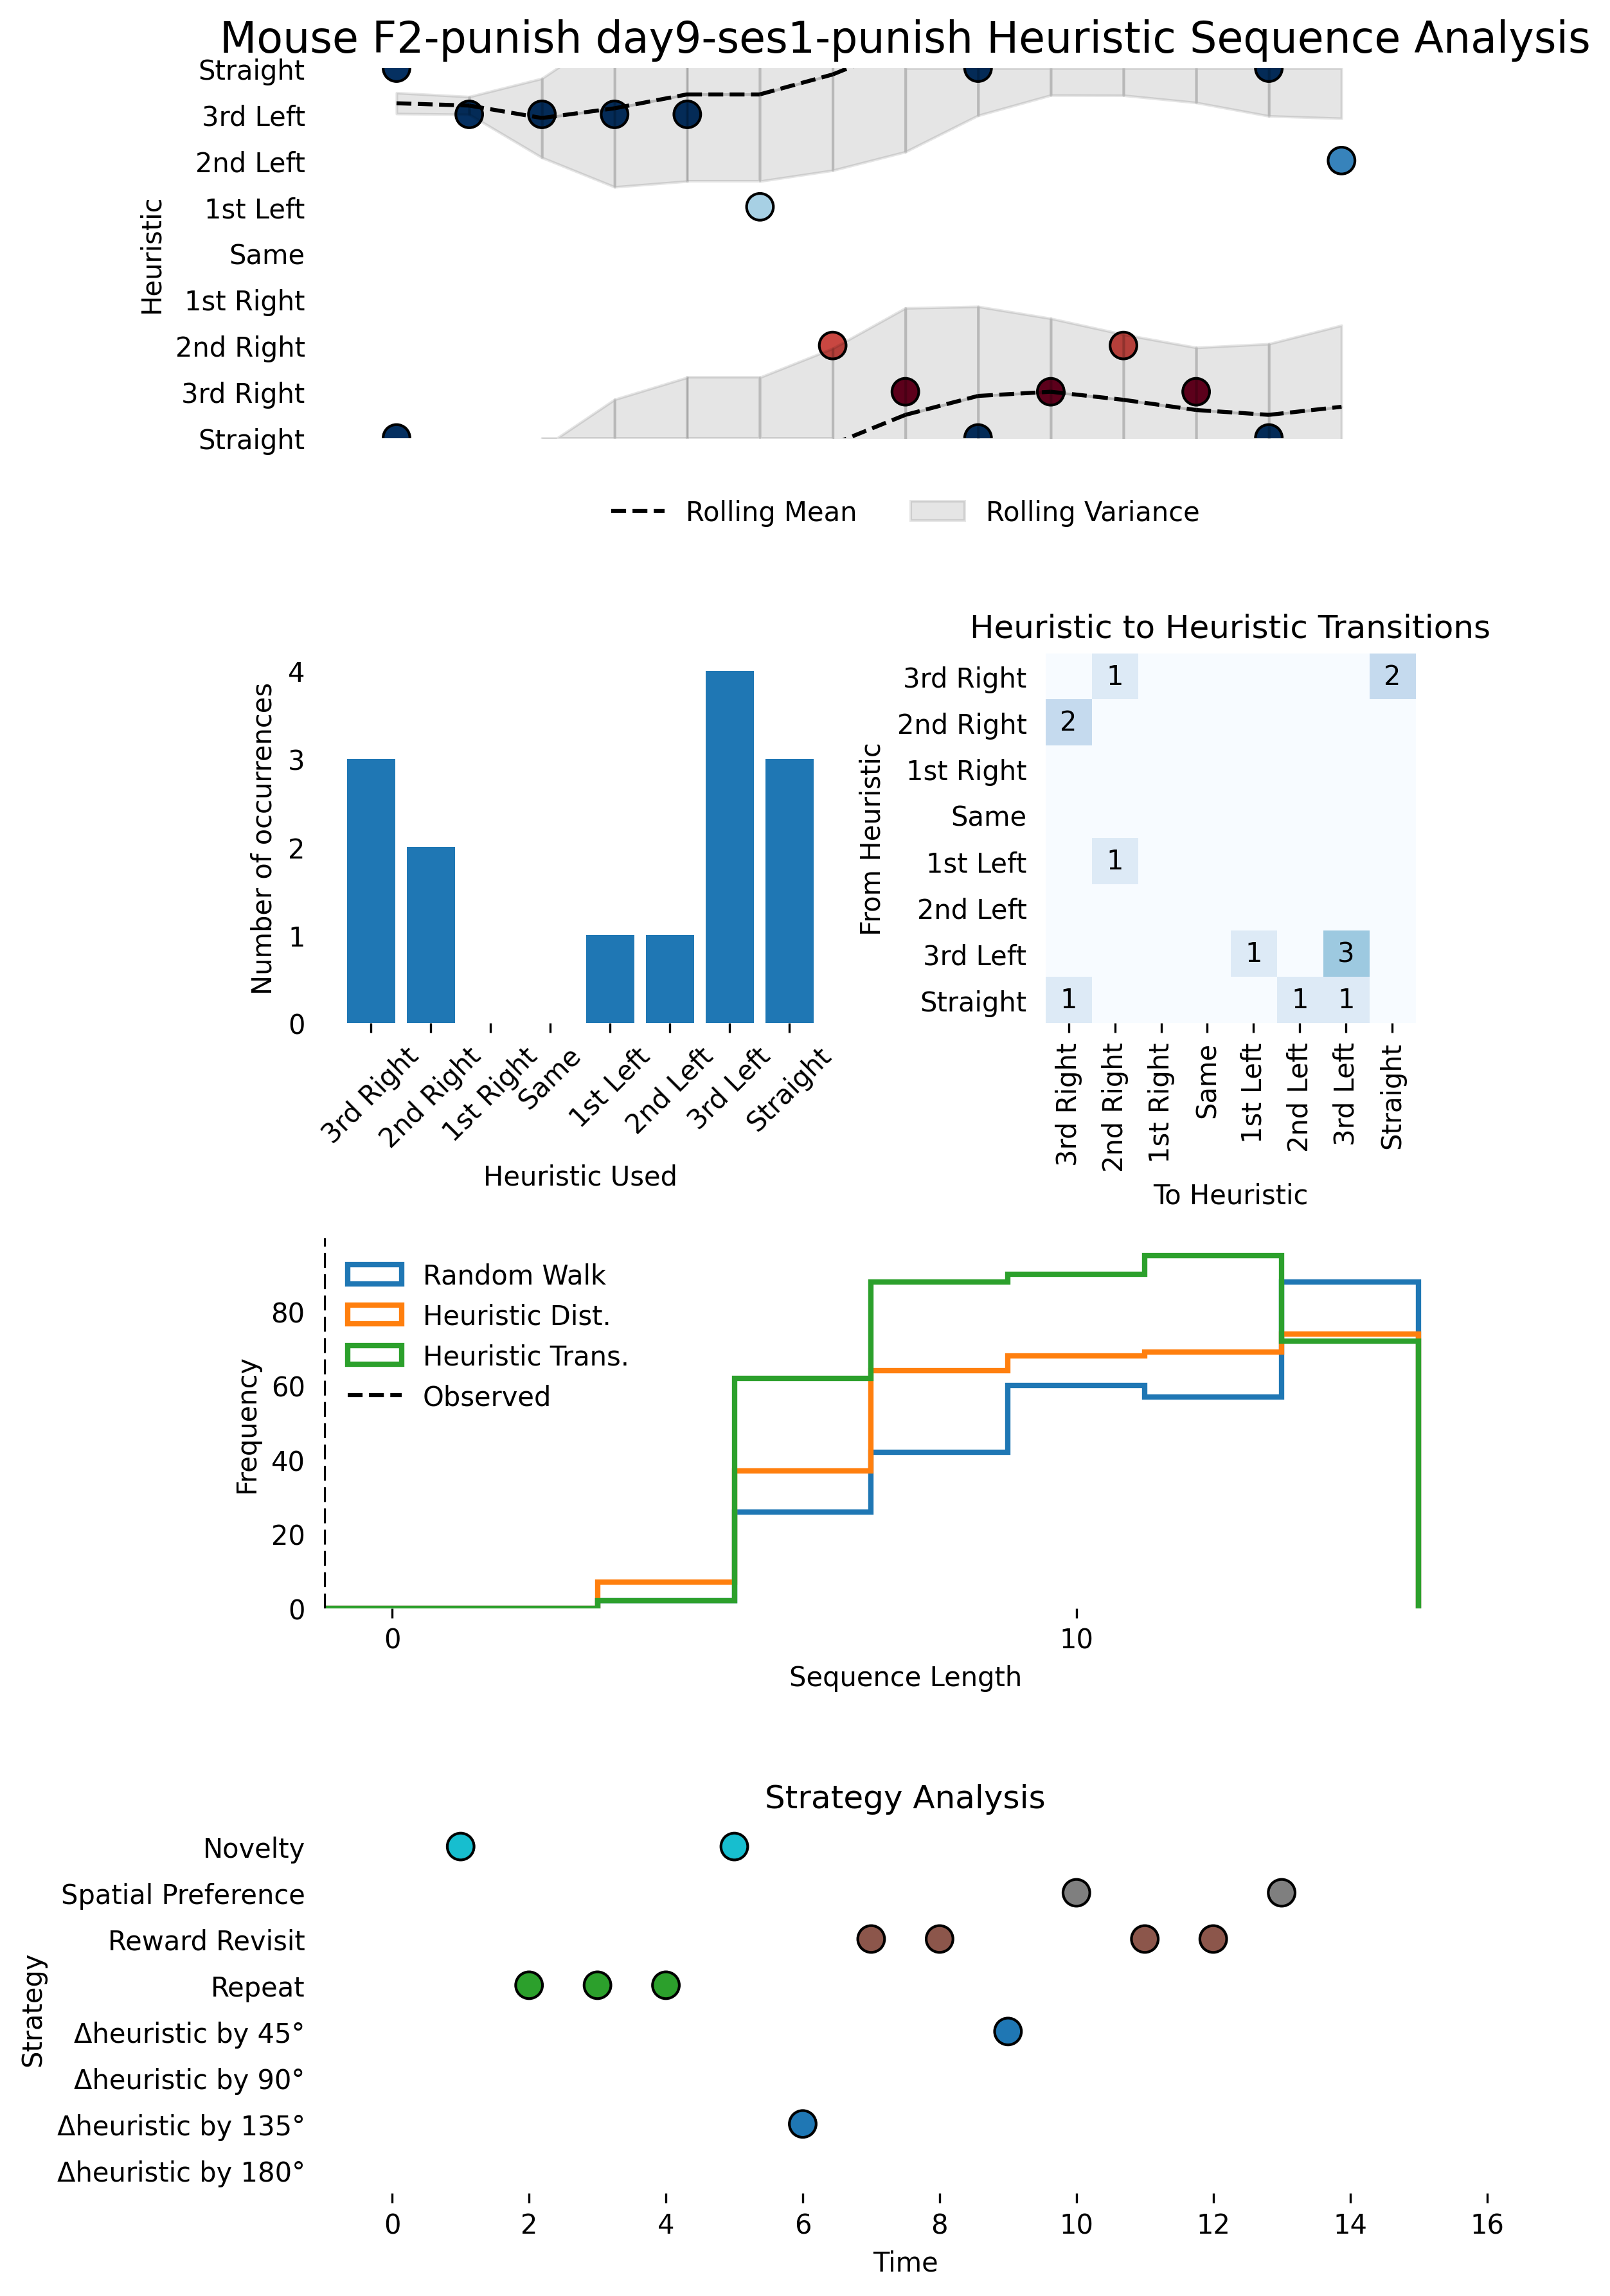 Mouse F2-punish day9-ses1-punish Heuristic Sequence Analysis
Heuristic
Straight
3rd Left
2nd Left
1st Left
Same
1st Right
2nd Right
3rd Right
Straight
Rolling Mean
Rolling Variance
Number of occurrences
4
3
2
1
0
3rd Right
2nd Right
1st Right
Same
1st Left
2nd Left
3rd Left
Straight
Heuristic Used
Heuristic to Heuristic Transitions
From Heuristic
3rd Right 1 2
2nd Right 2
1st Right
Same
1st Left 1
2nd Left
3rd Left 1 3
Straight 1 1 1
3rd Right
2nd Right
1st Right
Same
1st Left
2nd Left
3rd Left
Straight
To Heuristic
Frequency
80
60
40
20
0
Random Walk
Heuristic Dist.
Heuristic Trans.
Observed
0 10
Sequence Length
Strategy Analysis
Strategy
Novelty
Spatial Preference
Reward Revisit
Repeat
Δheuristic by 45°
Δheuristic by 90°
Δheuristic by 135°
Δheuristic by 180°
0 2 4 6 8 10 12 14 16
Time